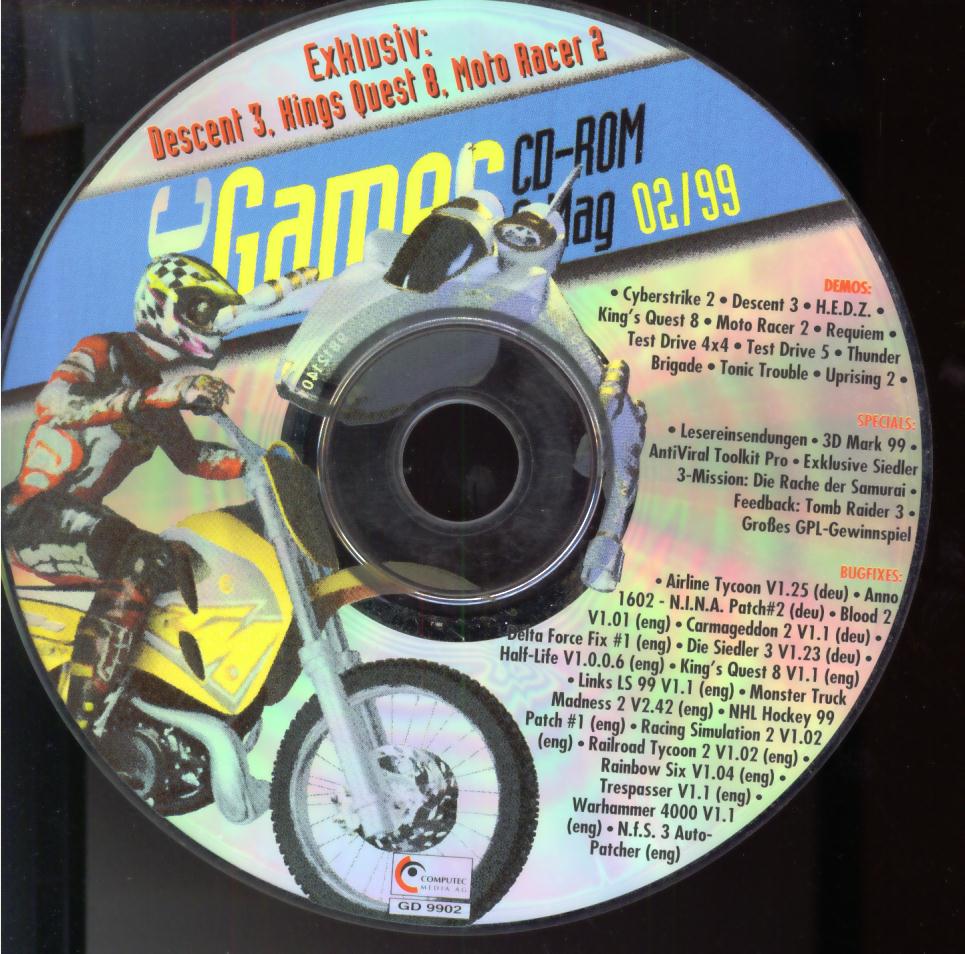 Exklusiv:
Descent 3, Kings Quest 8, Moto Racer 2
CD-ROM
Mag 02/99
DEMOS:
• Cyberstrike 2 • Descent 3 • H.E.D.Z. •
King's Quest 8 • Moto Racer 2 • Requiem •
Test Drive 4x4 • Test Drive 5 • Thunder
Brigade • Tonic Trouble • Uprising 2 •
SPECIALS:
• Lesereinsendungen • 3D Mark 99 •
AntiViral Toolkit Pro • Exklusive Siedler
3-Mission: Die Rache der Samurai •
Feedback: Tomb Raider 3 •
Großes GPL-Gewinnspiel
BUGFIXES:
• Airline Tycoon V1.25 (deu) • Anno
1602 - N.I.N.A. Patch#2 (deu) • Blood 2
V1.01 (eng) • Carmageddon 2 V1.1 (deu) •
Delta Force Fix #1 (eng) • Die Siedler 3 V1.23 (deu) •
Half-Life V1.0.0.6 (eng) • King's Quest 8 V1.1 (eng)
• Links LS 99 V1.1 (eng) • Monster Truck
Madness 2 V2.42 (eng) • NHL Hockey 99
Patch #1 (eng) • Racing Simulation 2 V1.02
(eng) • Railroad Tycoon 2 V1.02 (eng) •
Rainbow Six V1.04 (eng) •
Trespasser V1.1 (eng) •
Warhammer 4000 V1.1
(eng) • N.f.S. 3 Auto-
Patcher (eng)
COMPUTEC
MEDIA AG
GD 9902